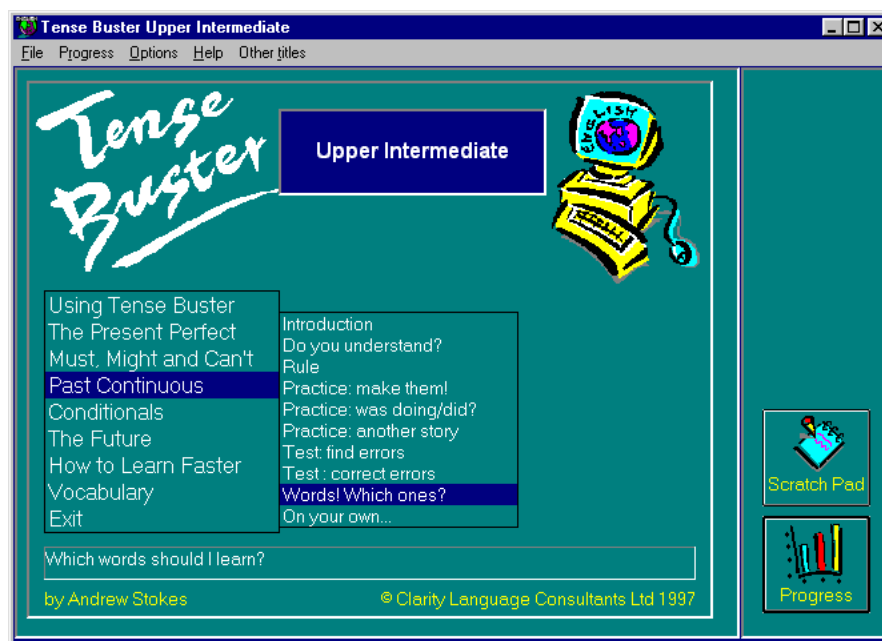 Tense Buster Upper Intermediate
File Progress Options Help Other titles
Tense
Buster
Upper Intermediate
ENGLISH
Using Tense Buster
The Present Perfect
Must, Might and Can't
Past Continuous
Conditionals
The Future
How to Learn Faster
Vocabulary
Exit
Introduction
Do you understand?
Rule
Practice: make them!
Practice: was doing/did?
Practice: another story
Test: find errors
Test : correct errors
Words! Which ones?
On your own...
Which words should I learn?
by Andrew Stokes
© Clarity Language Consultants Ltd 1997
Scratch Pad
Progress